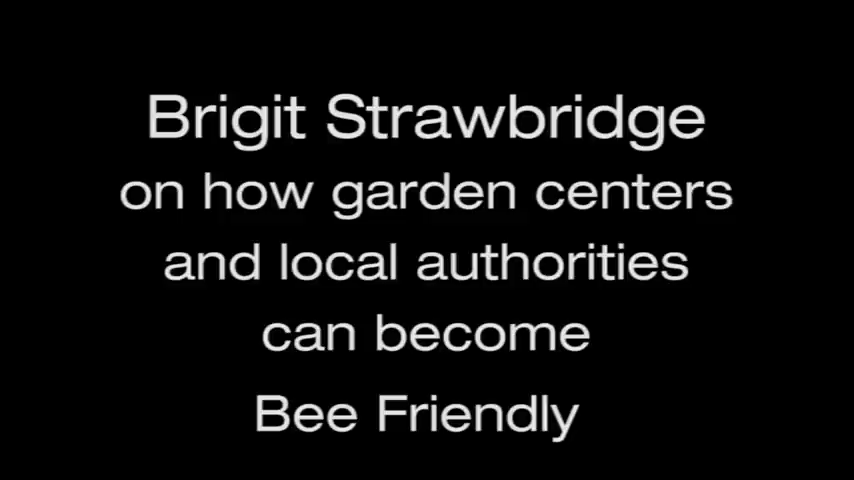 Brigit Strawbridge
on how garden centers
and local authorities
can become
Bee Friendly